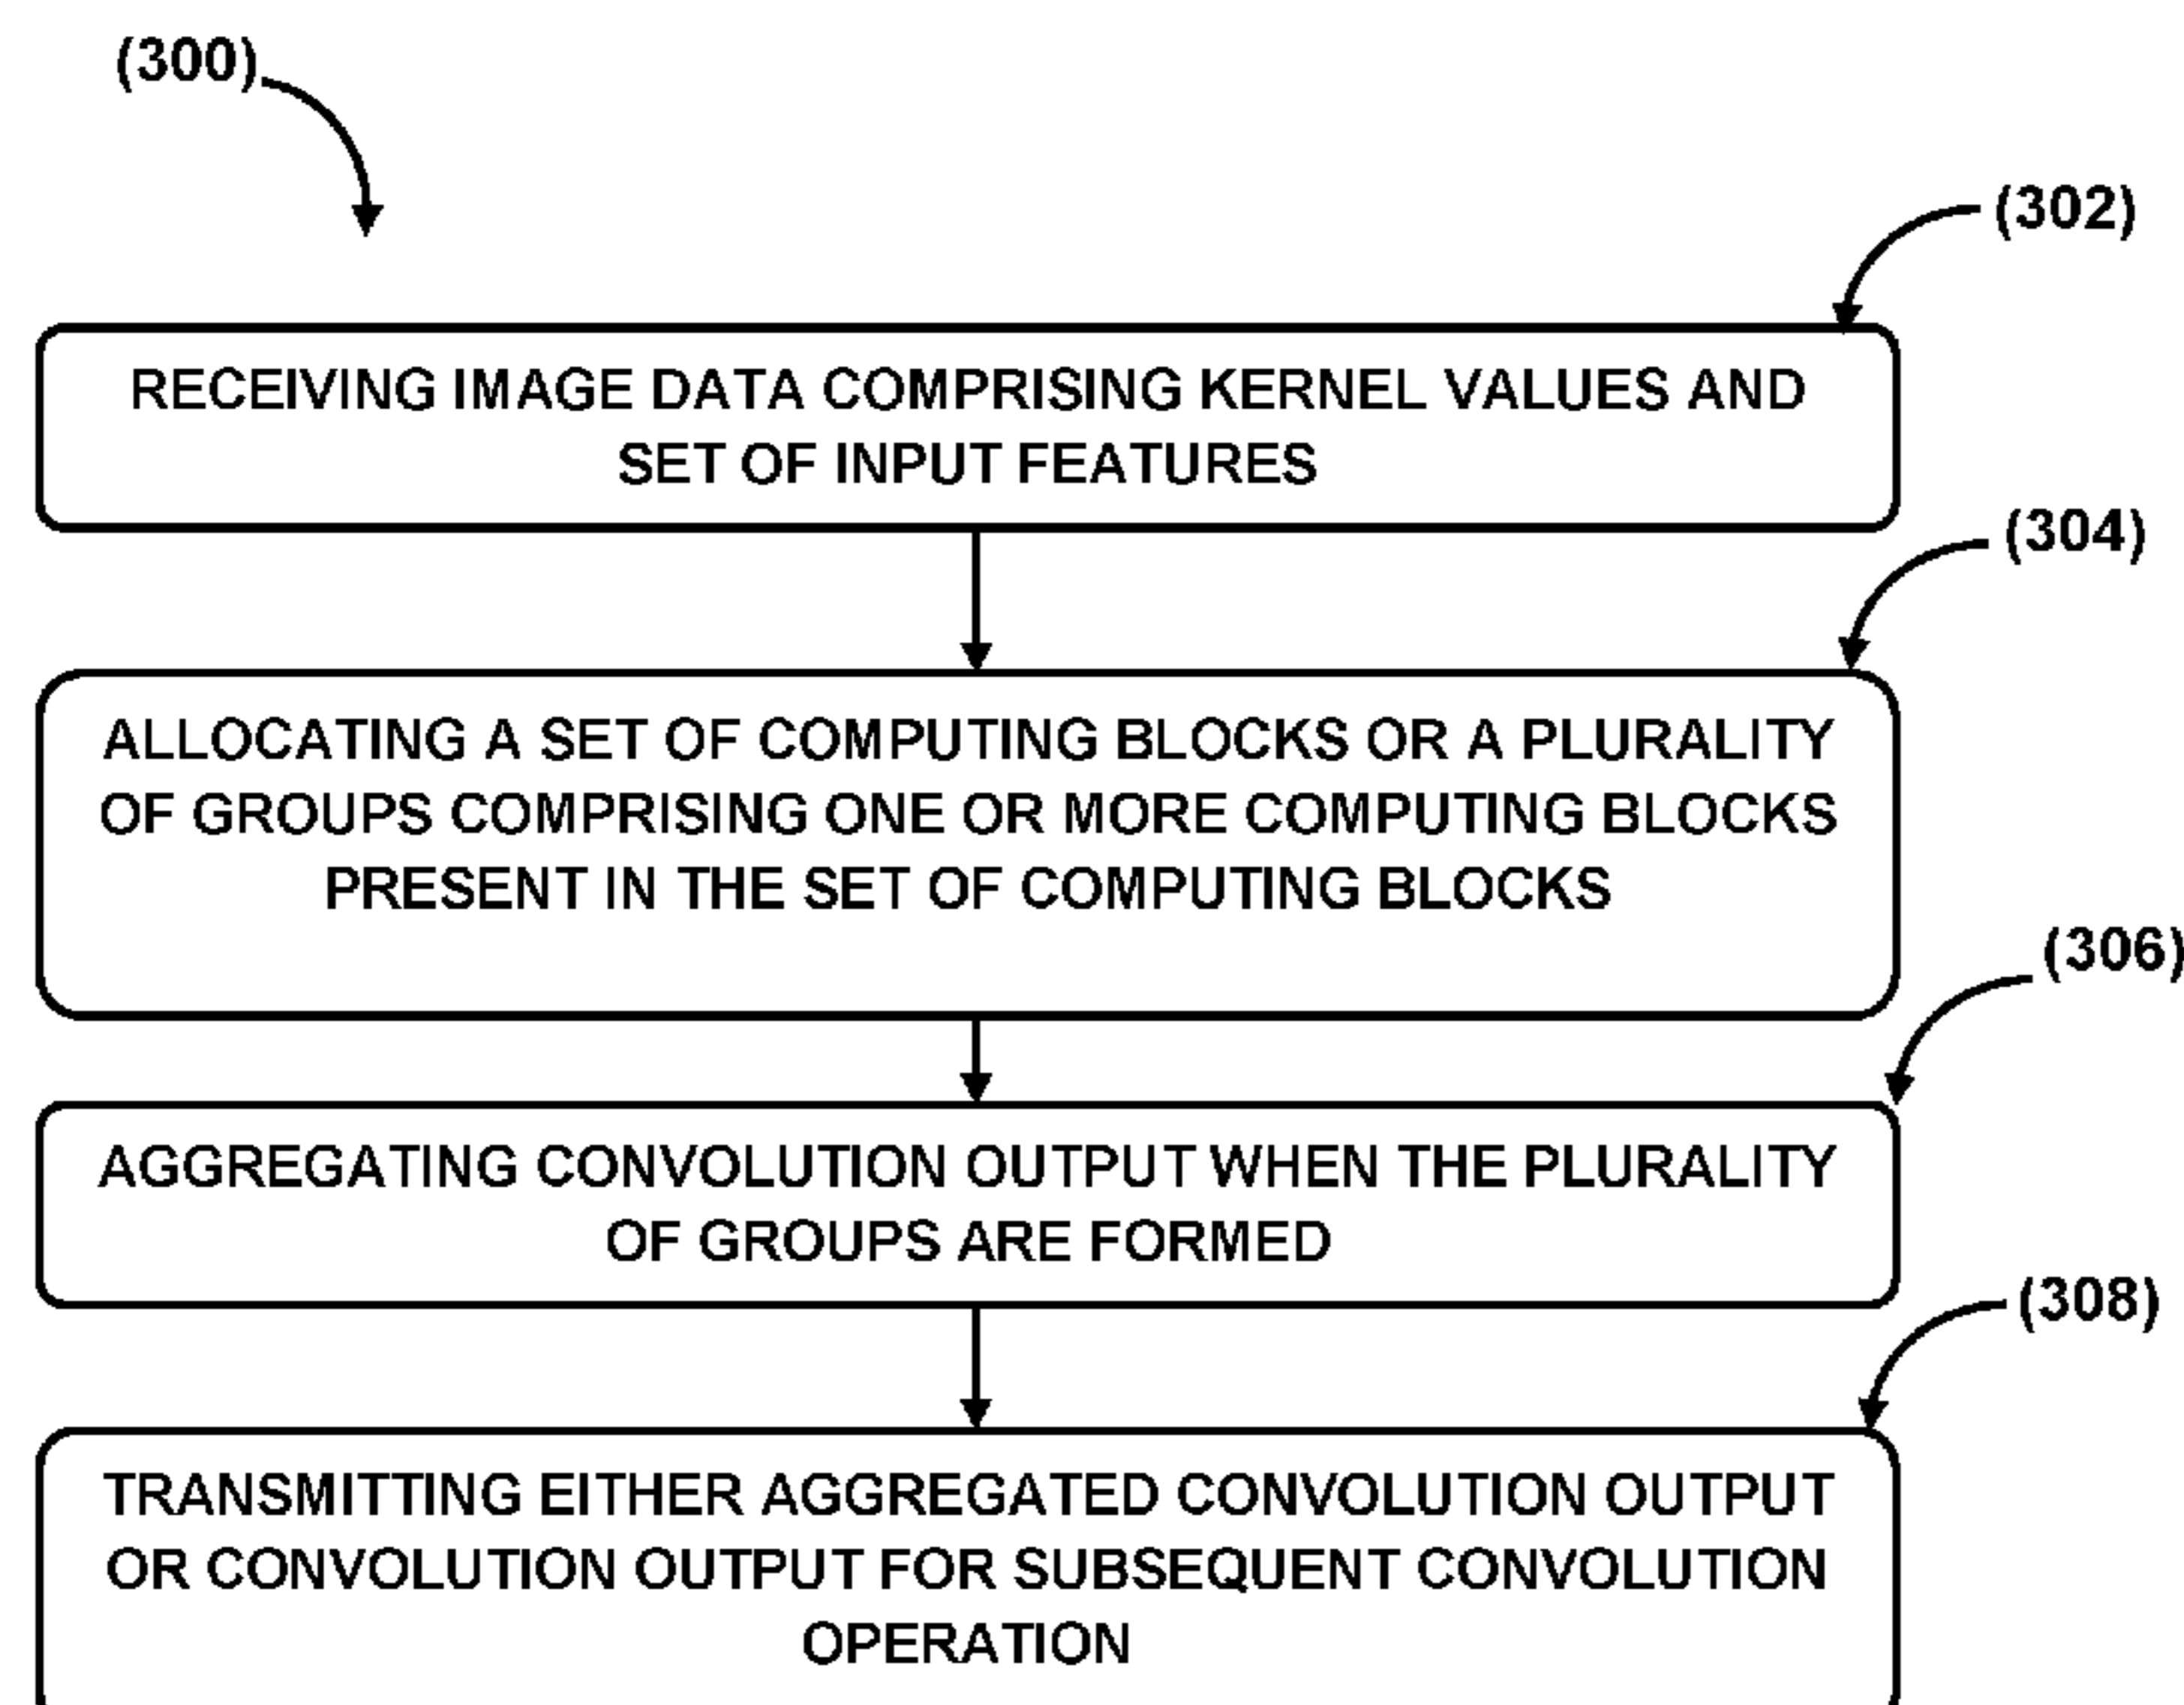 (300)
(302)
RECEIVING IMAGE DATA COMPRISING KERNEL VALUES AND
SET OF INPUT FEATURES
(304)
ALLOCATING A SET OF COMPUTING BLOCKS OR A PLURALITY
OF GROUPS COMPRISING ONE OR MORE COMPUTING BLOCKS
PRESENT IN THE SET OF COMPUTING BLOCKS
(306)
AGGREGATING CONVOLUTION OUTPUT WHEN THE PLURALITY
OF GROUPS ARE FORMED
(308)
TRANSMITTING EITHER AGGREGATED CONVOLUTION OUTPUT
OR CONVOLUTION OUTPUT FOR SUBSEQUENT CONVOLUTION
OPERATION